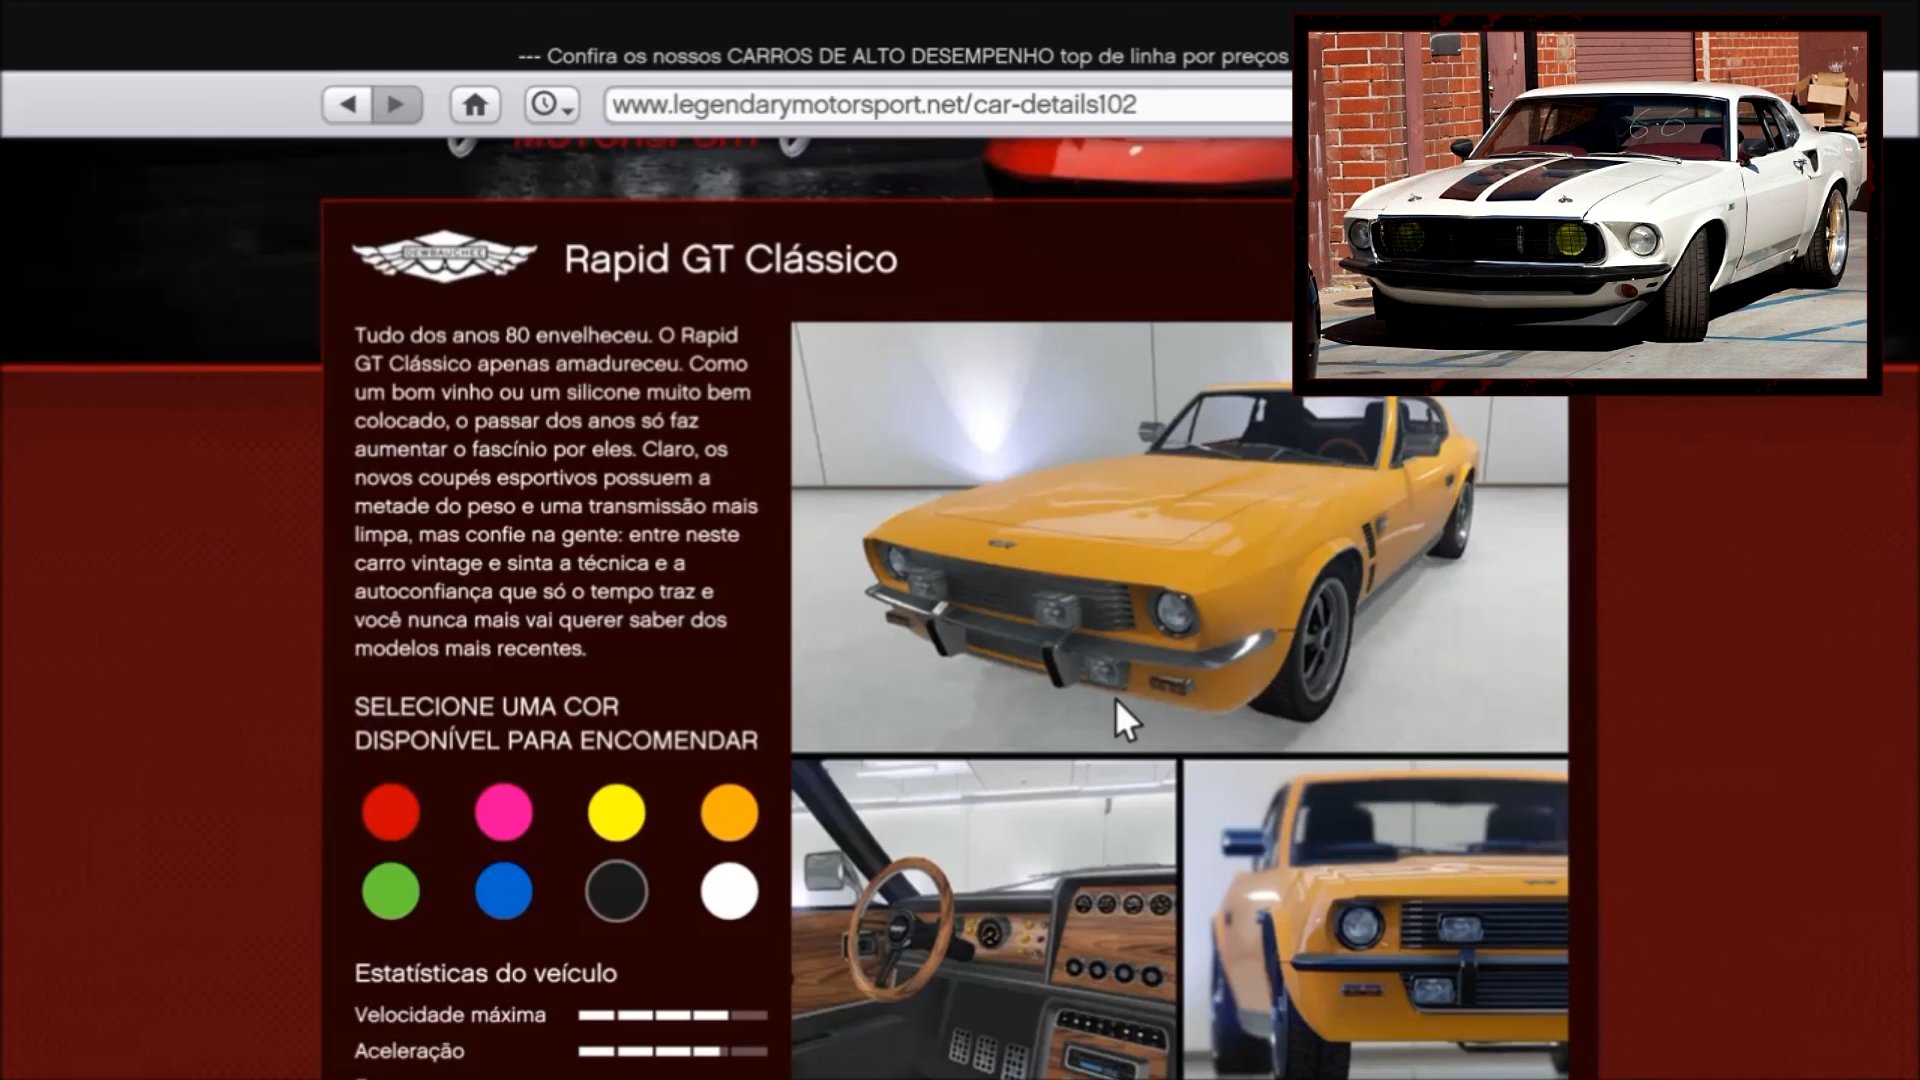 --- Confira os nossos CARROS DE ALTO DESEMPENHO top de linha por preços
www.legendarymotorsport.net/car-details102
MOTORSPORT
DEWBAUCHEE
Rapid GT Clássico
Tudo dos anos 80 envelheceu. O Rapid
GT Clássico apenas amadureceu. Como
um bom vinho ou um silicone muito bem
colocado, o passar dos anos só faz
aumentar o fascínio por eles. Claro, os
novos coupés esportivos possuem a
metade do peso e uma transmissão mais
limpa, mas confie na gente: entre neste
carro vintage e sinta a técnica e a
autoconfiança que só o tempo traz e
você nunca mais vai querer saber dos
modelos mais recentes.
SELECIONE UMA COR
DISPONÍVEL PARA ENCOMENDAR
Estatísticas do veículo
Velocidade máxima
Aceleração